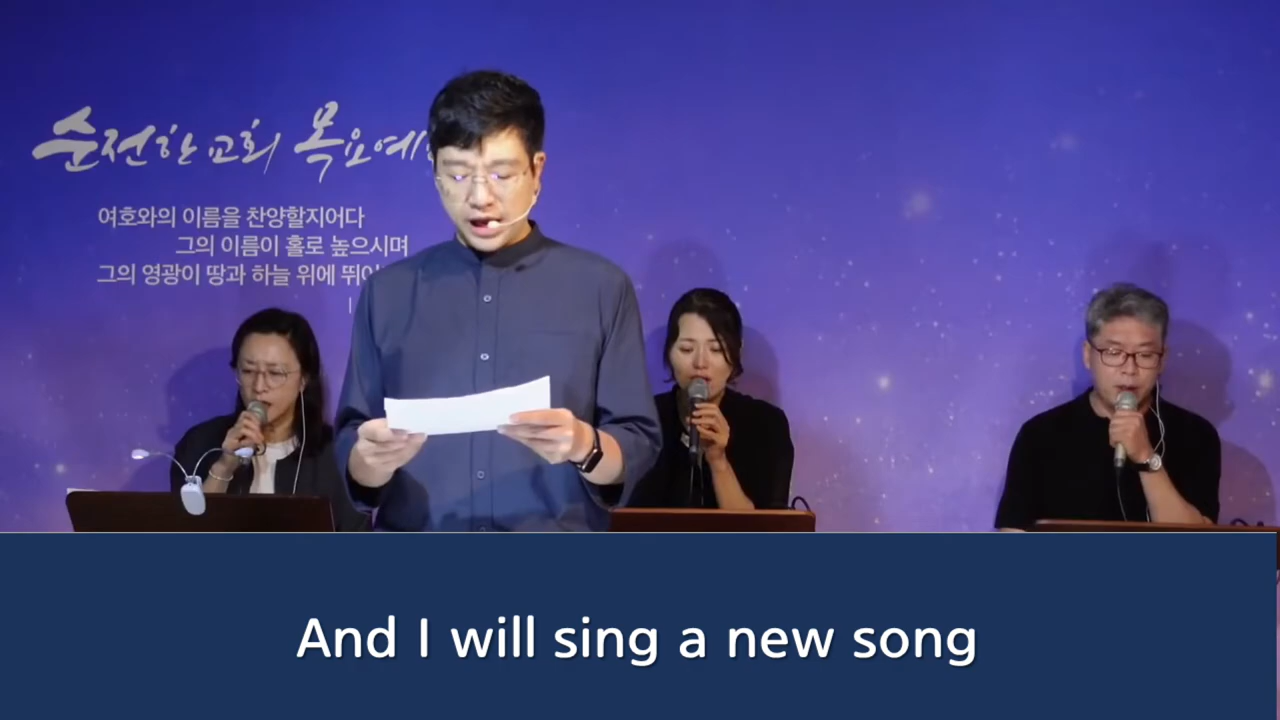 순전한 교회 목요예
여호와의 이름을 찬양할지어다
그의 이름이 홀로 높으시며
그의 영광이 땅과 하늘 위에
And I will sing a new song